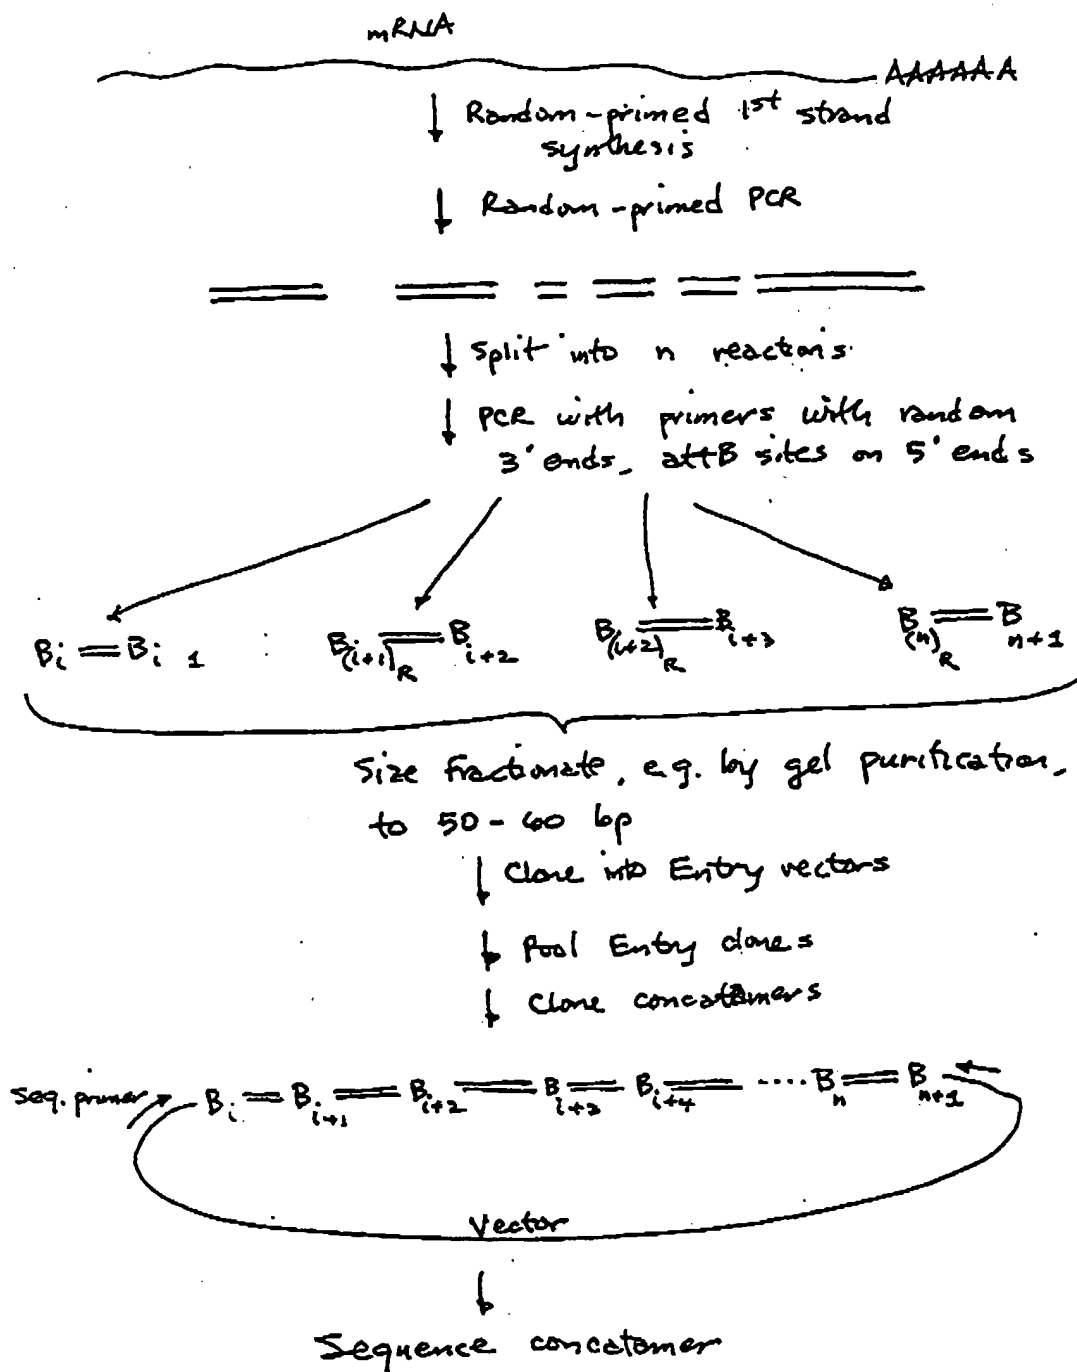 mRNA
AAAAAA
Random-primed 1st strand
synthesis
Random-primed PCR
Split into n reactions.
PCR with primers with random
3' ends, attB sites on 5' ends
Bi Bi 1 B(i+1)R Bi+2 B(i+2)R Bi+3 B(n)R Bn+1
Size fractionate, e.g. by gel purification,
to 50-60 bp
Clone into Entry vectors
Pool Entry clones
Clone concatamers
Seq. primer Bi Bi+1 Bi+2 Bi+3 Bi+4 .... Bn Bn+1
Vector
Sequence concatomer